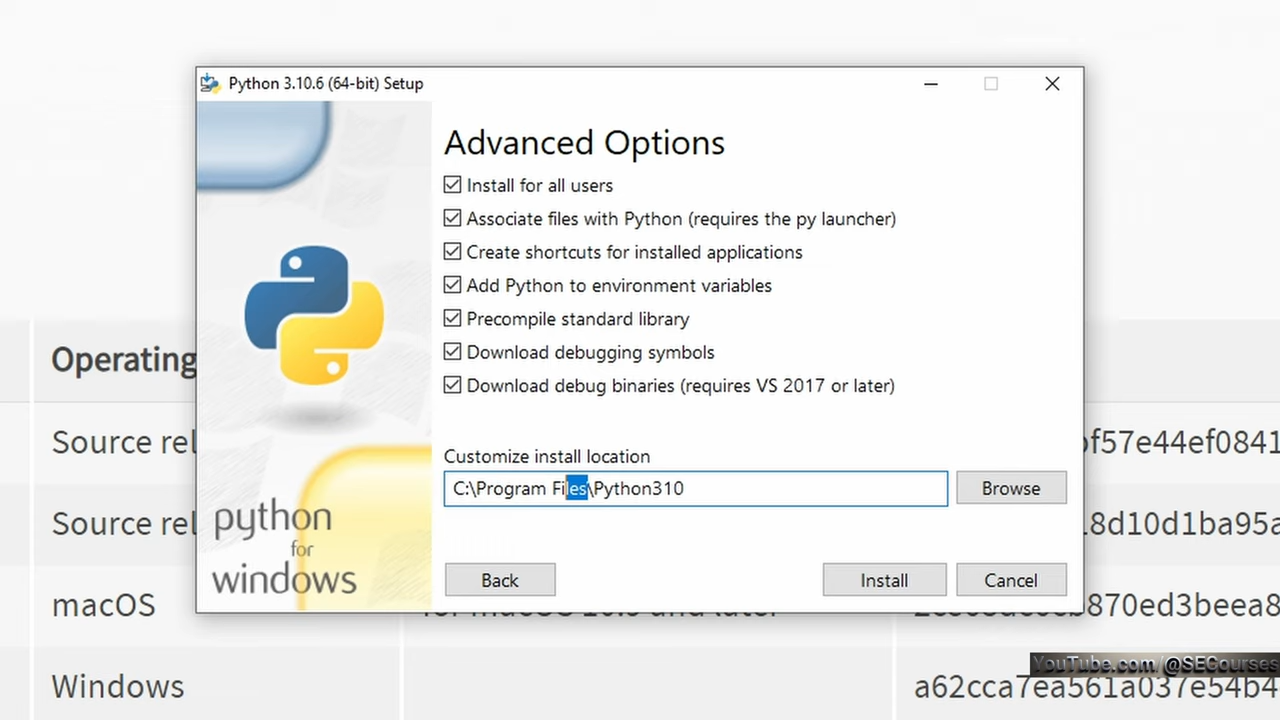 Python 3.10.6 (64-bit) Setup
Advanced Options
Install for all users
Associate files with Python (requires the py launcher)
Create shortcuts for installed applications
Add Python to environment variables
Precompile standard library
Download debugging symbols
Download debug binaries (requires VS 2017 or later)
Customize install location
C:\Program Files\Python310
Browse
python
for
windows
Back
Install
Cancel
Operating
Source rel
bf57e44ef0841
Source rel
8d10d1ba95a
macOS
870ed3beea8
Windows
a62cca7ea561a037e54b4
YouTube.com/@SECourses